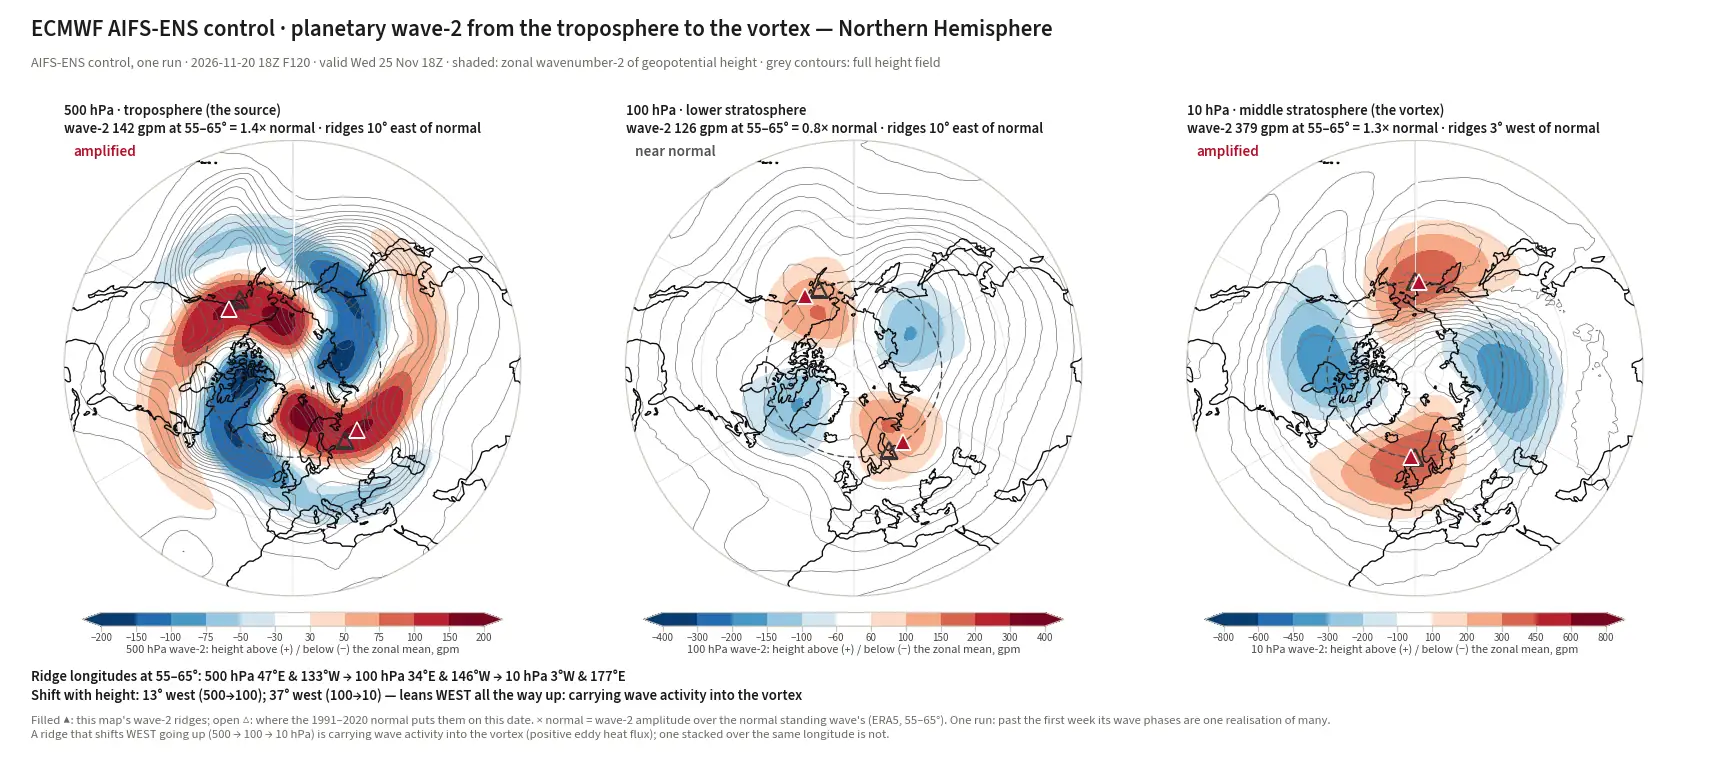 ECMWF AIFS-ENS control · planetary wave-2 from the troposphere to the vortex — Northern Hemisphere
AIFS-ENS control, one run · 2026-11-20 18Z F120 · valid Wed 25 Nov 18Z · shaded: zonal wavenumber-2 of geopotential height · grey contours: full height field
500 hPa · troposphere (the source)
wave-2 142 gpm at 55–65° = 1.4× normal · ridges 10° east of normal
amplified
100 hPa · lower stratosphere
wave-2 126 gpm at 55–65° = 0.8× normal · ridges 10° east of normal
near normal
10 hPa · middle stratosphere (the vortex)
wave-2 379 gpm at 55–65° = 1.3× normal · ridges 3° west of normal
amplified
−200 −150 −100 −75 −50 −30 30 50 75 100 150 200
500 hPa wave-2: height above (+) / below (−) the zonal mean, gpm
−400 −300 −200 −150 −100 −60 60 100 150 200 300 400
100 hPa wave-2: height above (+) / below (−) the zonal mean, gpm
−800 −600 −450 −300 −200 −100 100 200 300 450 600 800
10 hPa wave-2: height above (+) / below (−) the zonal mean, gpm
Ridge longitudes at 55–65°: 500 hPa 47°E & 133°W → 100 hPa 34°E & 146°W → 10 hPa 3°W & 177°E
Shift with height: 13° west (500→100); 37° west (100→10) — leans WEST all the way up: carrying wave activity into the vortex
Filled ▲: this map's wave-2 ridges; open △: where the 1991–2020 normal puts them on this date. × normal = wave-2 amplitude over the normal standing wave's (ERA5, 55–65°). One run: past the first week its wave phases are one realisation of many.
A ridge that shifts WEST going up (500 → 100 → 10 hPa) is carrying wave activity into the vortex (positive eddy heat flux); one stacked over the same longitude is not.